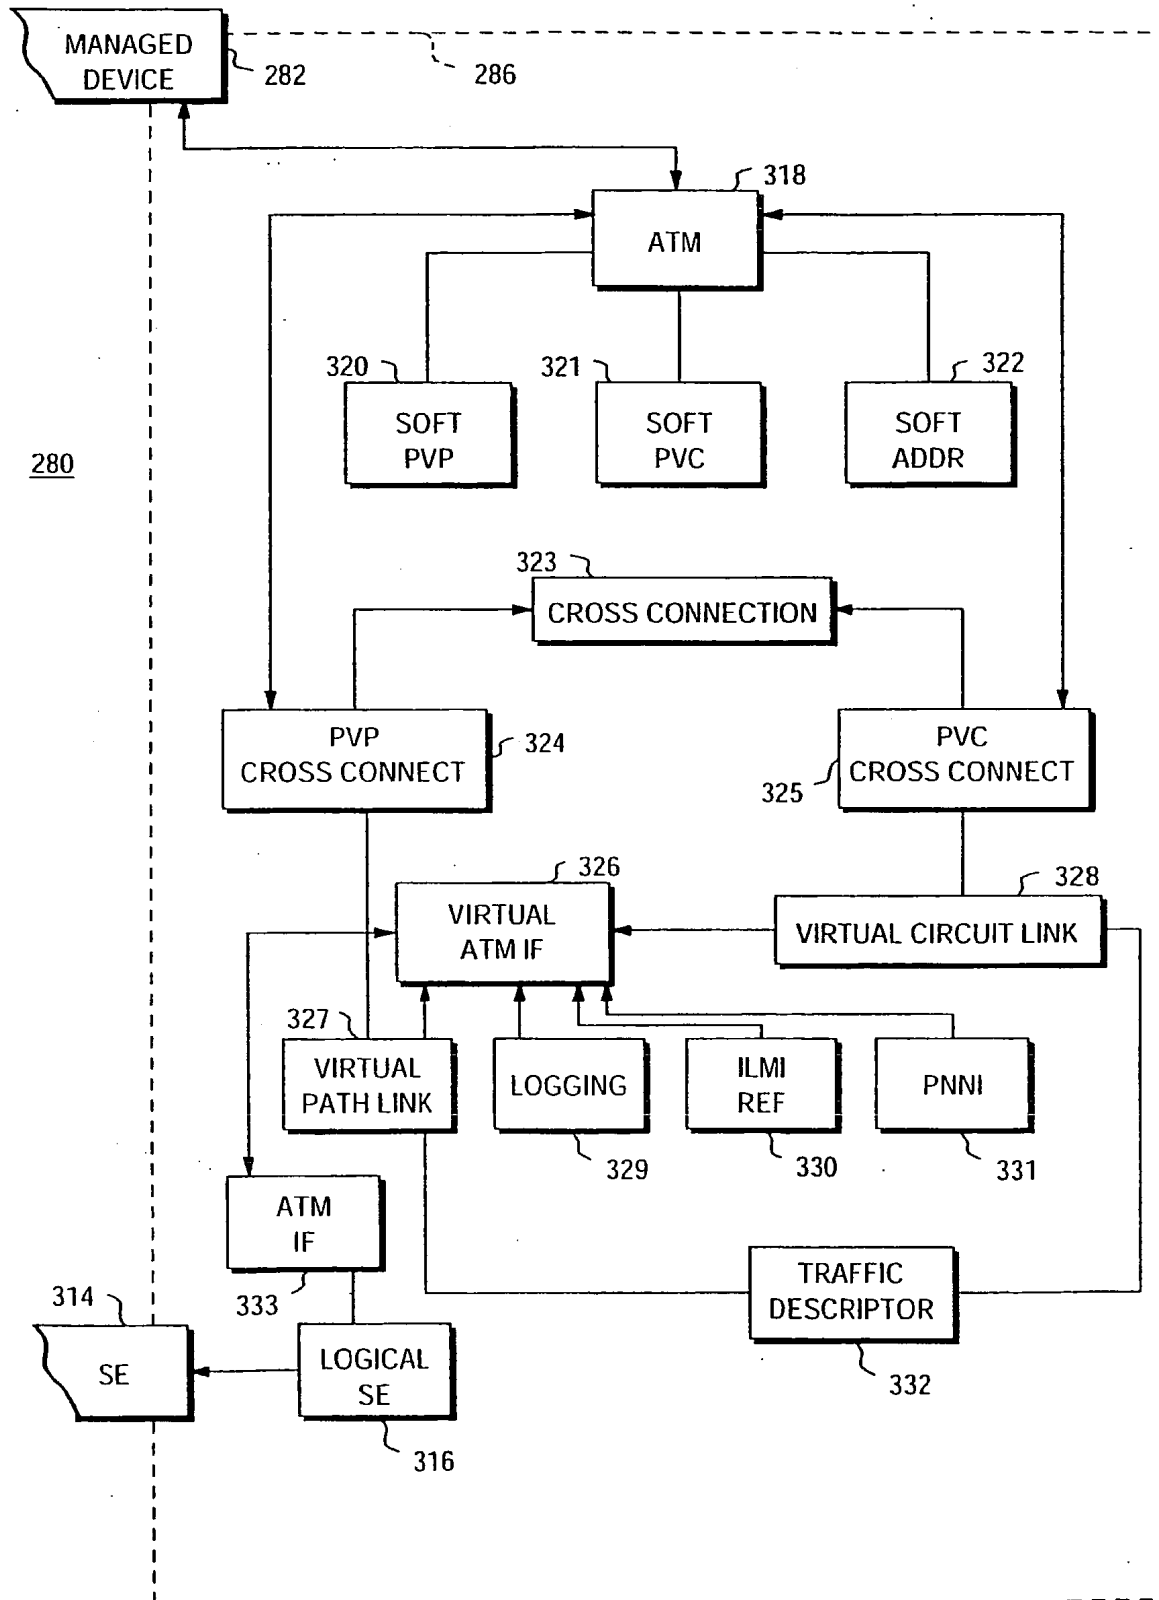 MANAGED
DEVICE
282
286
318
ATM
320
321
322
SOFT
PVP
SOFT
PVC
SOFT
ADDR
280
323
CROSS CONNECTION
PVP
CROSS CONNECT
324
PVC
CROSS CONNECT
325
326
VIRTUAL
ATM IF
328
VIRTUAL CIRCUIT LINK
327
VIRTUAL
PATH LINK
LOGGING
329
ILMI
REF
330
PNNI
331
ATM
IF
333
TRAFFIC
DESCRIPTOR
332
314
SE
LOGICAL
SE
316